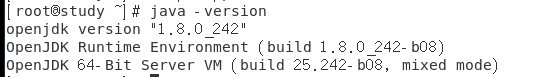 [root@study ~]# java -version
openjdk version "1.8.0_242"
OpenJDK Runtime Environment (build 1.8.0_242-b08)
OpenJDK 64-Bit Server VM (build 25.242-b08, mixed mode)